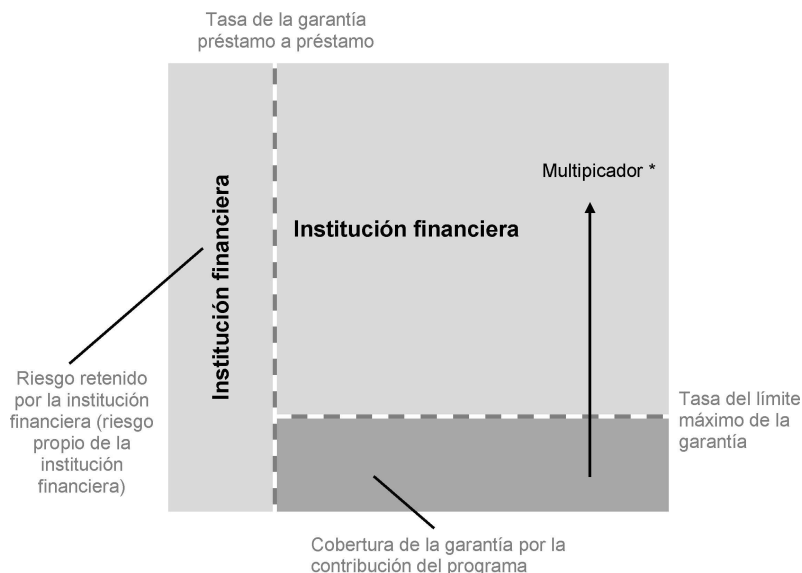 Tasa de la garantía
préstamo a préstamo
Multipicador *
Institución financiera
Institución financiera
Riesgo retenido
por la institución
financiera (riesgo
propio de la
institución
financiera)
Tasa del límite
máximo de la
garantía
Cobertura de la garantía por la
contribución del programa